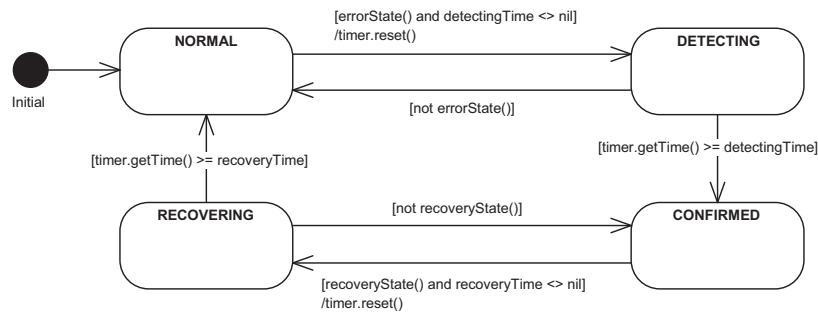 [errorState() and detectingTime <> nil]
/timer.reset()
NORMAL
DETECTING
Initial
[not errorState()]
[timer.getTime() >= recoveryTime]
[timer.getTime() >= detectingTime]
RECOVERING
[not recoveryState()]
CONFIRMED
[recoveryState() and recoveryTime <> nil]
/timer.reset()